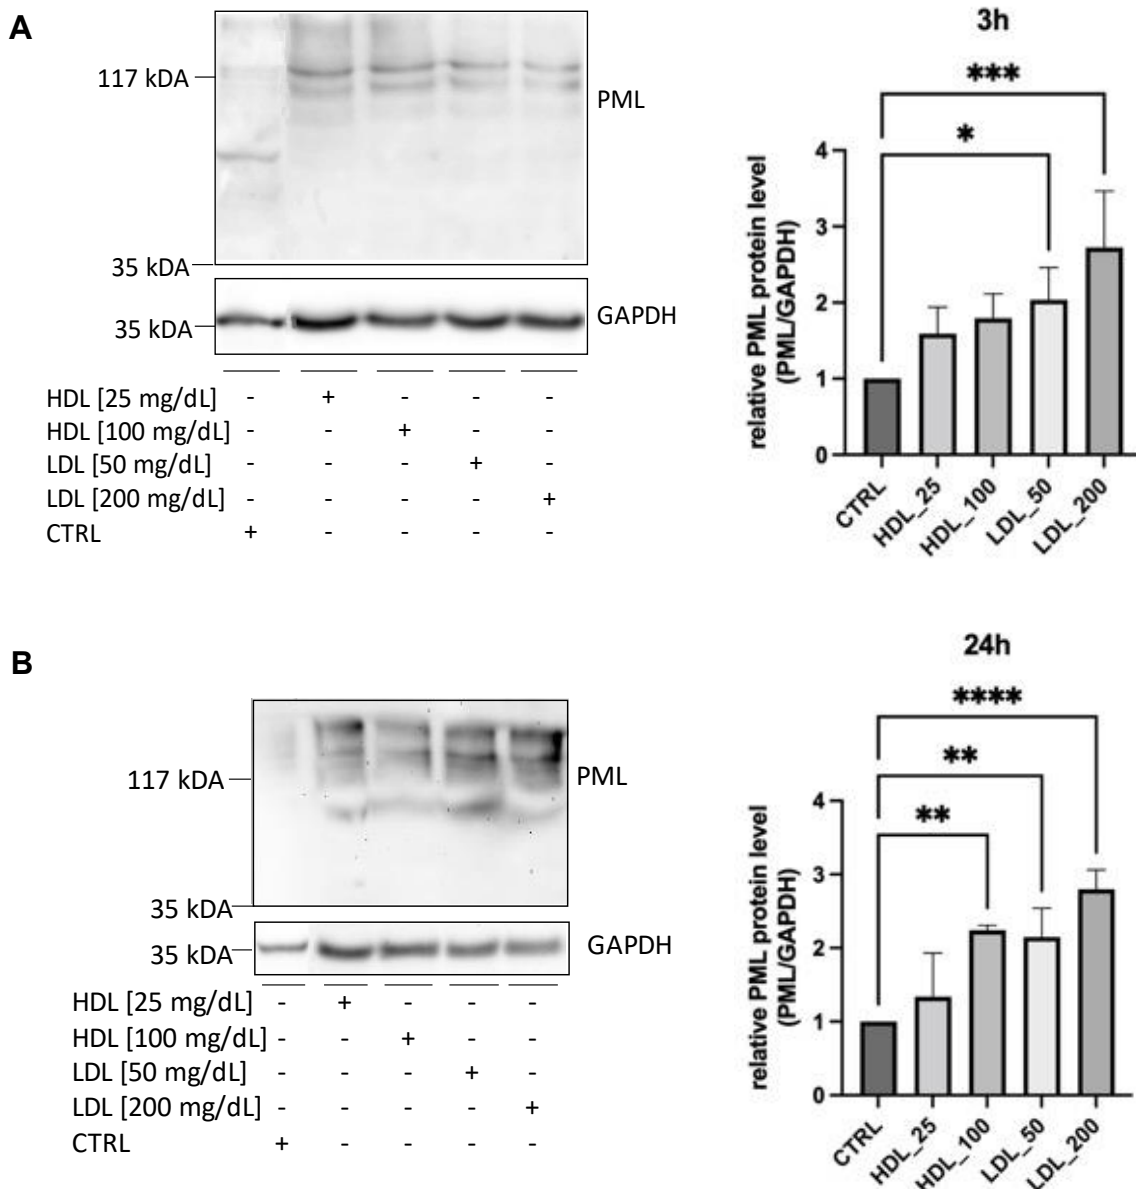 A
117 kDA
PML
35 kDA
35 kDA
GAPDH
HDL [25 mg/dL] - + - - -
HDL [100 mg/dL] - - + - -
LDL [50 mg/dL] - - - + -
LDL [200 mg/dL] - - - - +
CTRL + - - - -
3h
***
*
relative PML protein level
(PML/GAPDH)
4
3
2
1
0
CTRL
HDL_25
HDL_100
LDL_50
LDL_200
B
117 kDA
PML
35 kDA
35 kDA
GAPDH
HDL [25 mg/dL] - + - - -
HDL [100 mg/dL] - - + - -
LDL [50 mg/dL] - - - + -
LDL [200 mg/dL] - - - - +
CTRL + - - - -
24h
****
**
**
relative PML protein level
(PML/GAPDH)
4
3
2
1
0
CTRL
HDL_25
HDL_100
LDL_50
LDL_200